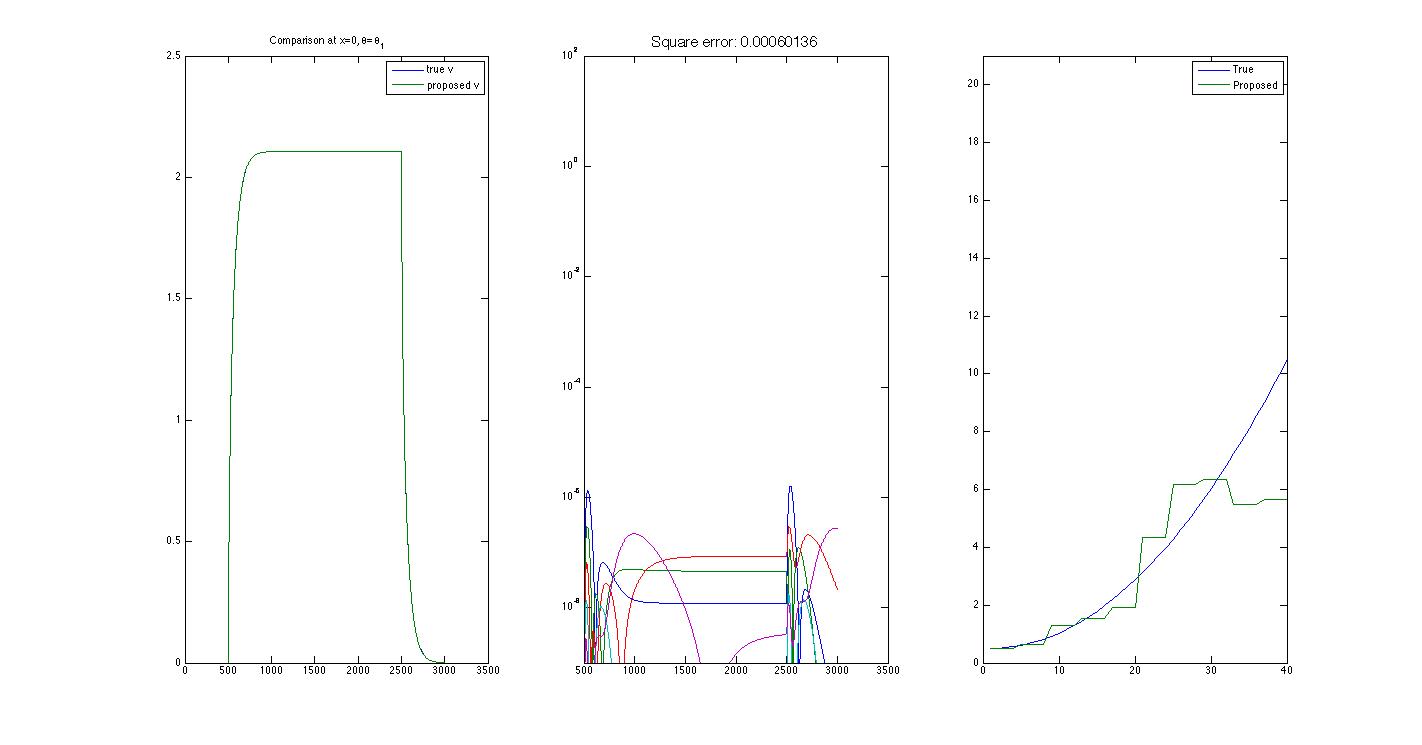 Comparison at x=0, θ=θ1
2.5
2
1.5
1
0.5
0
0 500 1000 1500 2000 2500 3000 3500
true v
proposed v
Square error: 0.00060136
10^2
10^0
10^-2
10^-4
10^-6
10^-8
500 1000 1500 2000 2500 3000 3500
True
Proposed
20
18
16
14
12
10
8
6
4
2
0
0 10 20 30 40